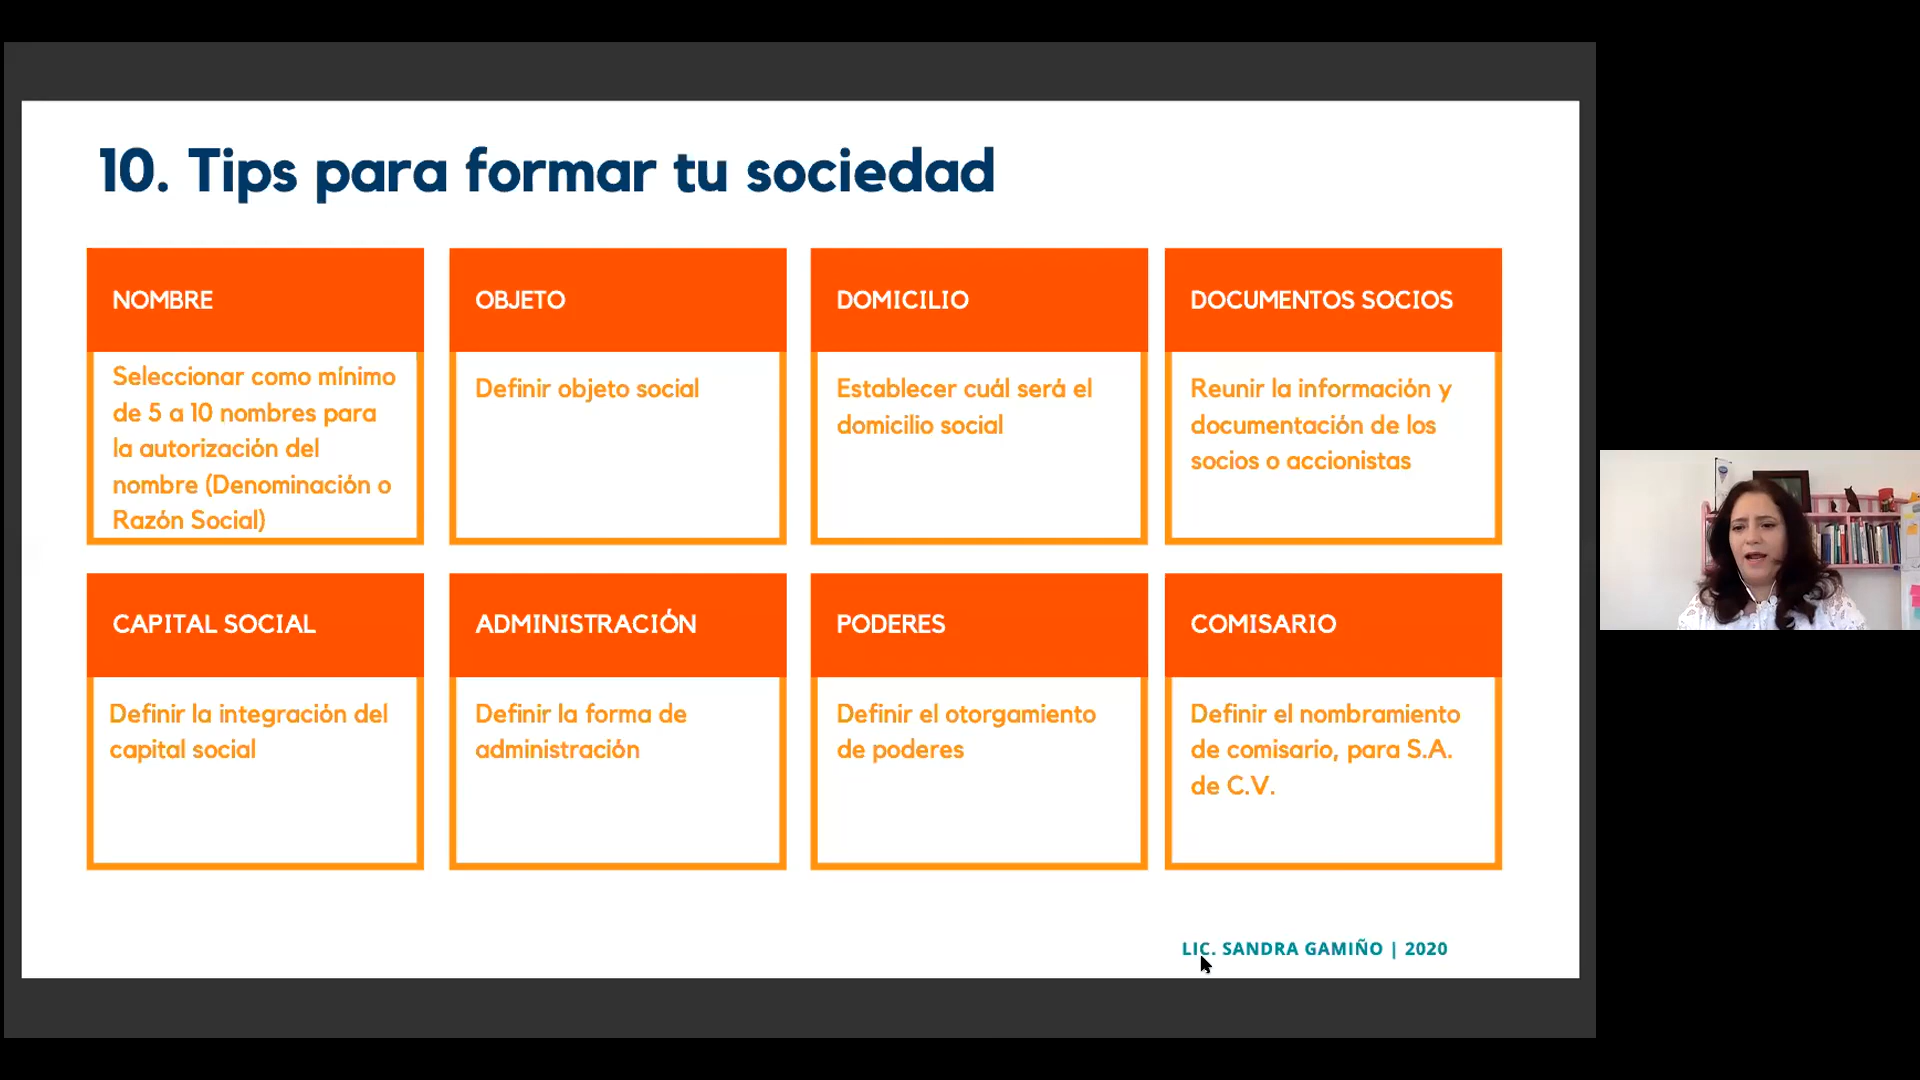 10. Tips para formar tu sociedad
NOMBRE
Seleccionar como mínimo
de 5 a 10 nombres para
la autorización del
nombre (Denominación o
Razón Social)
OBJETO
Definir objeto social
DOMICILIO
Establecer cuál será el
domicilio social
DOCUMENTOS SOCIOS
Reunir la información y
documentación de los
socios o accionistas
CAPITAL SOCIAL
Definir la integración del
capital social
ADMINISTRACIÓN
Definir la forma de
administración
PODERES
Definir el otorgamiento
de poderes
COMISARIO
Definir el nombramiento
de comisario, para S.A.
de C.V.
LIC. SANDRA GAMIÑO | 2020